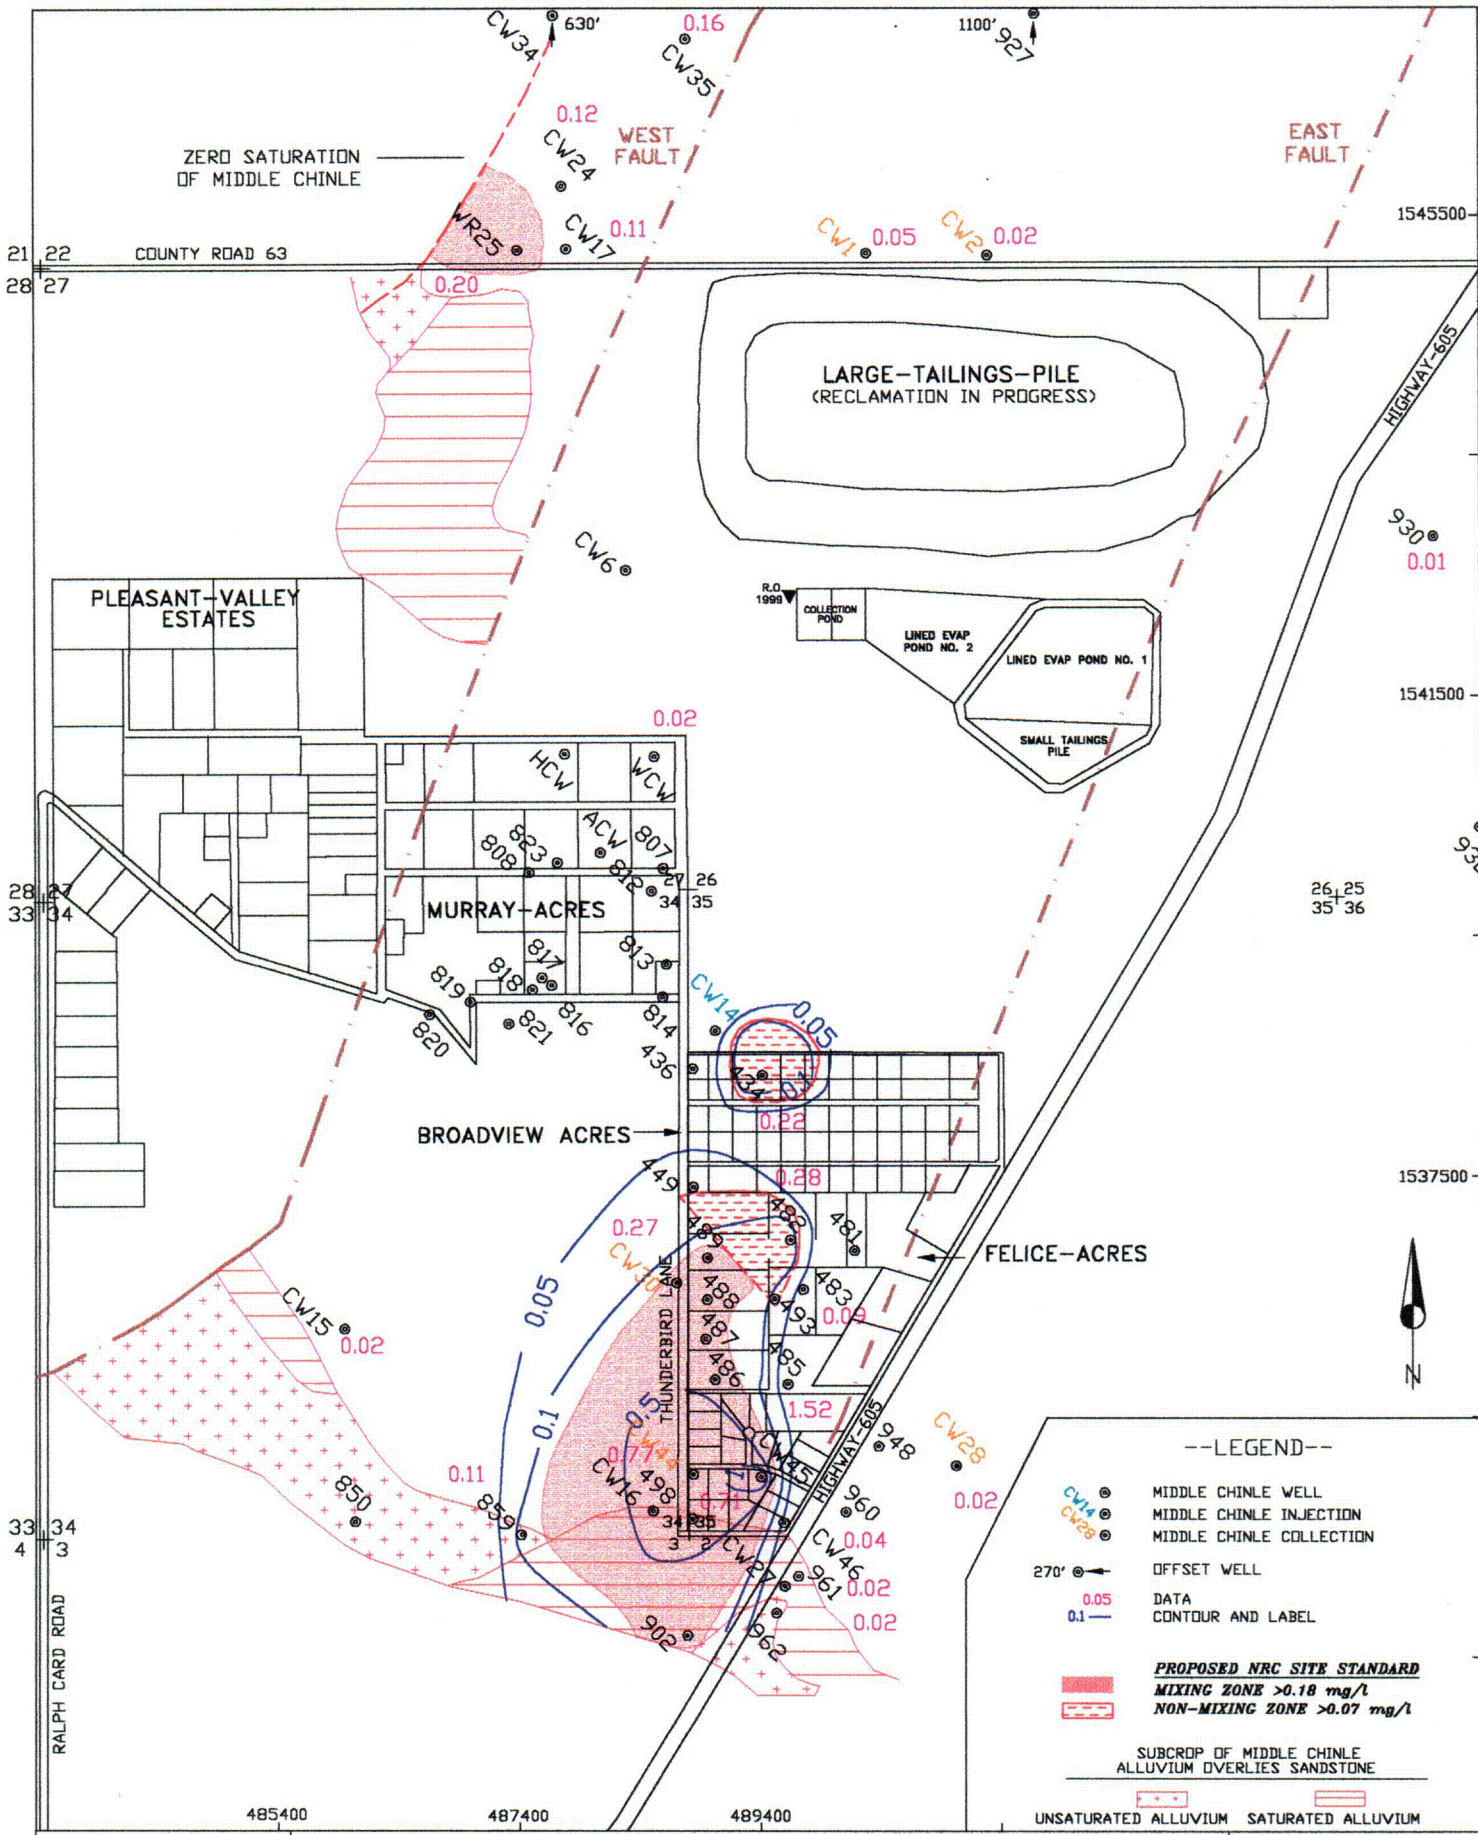 CW34
630'
0.16
CW35
1100'
927
0.12
CW24
WEST
FAULT
EAST
FAULT
ZERO SATURATION
OF MIDDLE CHINLE
WR25
CW17
0.11
CW1
0.05
CW2
0.02
1545500
21 22
28 27
COUNTY ROAD 63
0.20
LARGE-TAILINGS-PILE
(RECLAMATION IN PROGRESS)
HIGHWAY-605
930
0.01
CW6
PLEASANT-VALLEY
ESTATES
R.O.
1999
COLLECTION
POND
LINED EVAP
POND NO. 2
LINED EVAP POND NO. 1
SMALL TAILINGS
PILE
1541500
0.02
HCW
WCW
808
823
ACW
812
807
28 27
33 34
27 26
34 35
26 25
35 36
MURRAY-ACRES
819
818
817
816
813
814
820
821
CW14
0.05
436
434
0.1
0.22
BROADVIEW ACRES
449
0.28
1537500
0.27
489
482
481
FELICE-ACRES
CW30
0.05
THUNDERBIRD LANE
488
493
483
0.09
487
485
486
CW15
0.02
0.1
0.5
1.52
CW44
0.77
CW45
1
HIGHWAY-605
948
CW28
0.02
0.11
850
859
CW16
498
0.71
34 35
3 2
960
CW46
0.04
CW27
961
0.02
962
0.02
902
33 34
4 3
RALPH CARD ROAD
N
--LEGEND--
CW14 MIDDLE CHINLE WELL
MIDDLE CHINLE INJECTION
CW28 MIDDLE CHINLE COLLECTION
270' OFFSET WELL
0.05 DATA
0.1 CONTOUR AND LABEL
PROPOSED NRC SITE STANDARD
MIXING ZONE >0.18 mg/l
NON-MIXING ZONE >0.07 mg/l
SUBCROP OF MIDDLE CHINLE
ALLUVIUM OVERLIES SANDSTONE
UNSATURATED ALLUVIUM SATURATED ALLUVIUM
485400
487400
489400